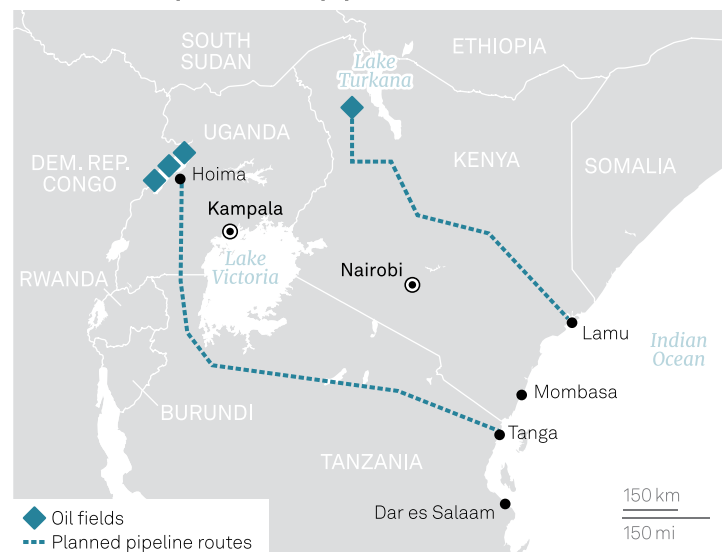 SOUTH
SUDAN
ETHIOPIA
Lake
Turkana
UGANDA
DEM. REP.
CONGO
KENYA
SOMALIA
Hoima
Kampala
Lake
Victoria
Nairobi
RWANDA
Lamu
Indian
Ocean
Mombasa
BURUNDI
Tanga
TANZANIA
Dar es Salaam
150 km
150 mi
Oil fields
Planned pipeline routes